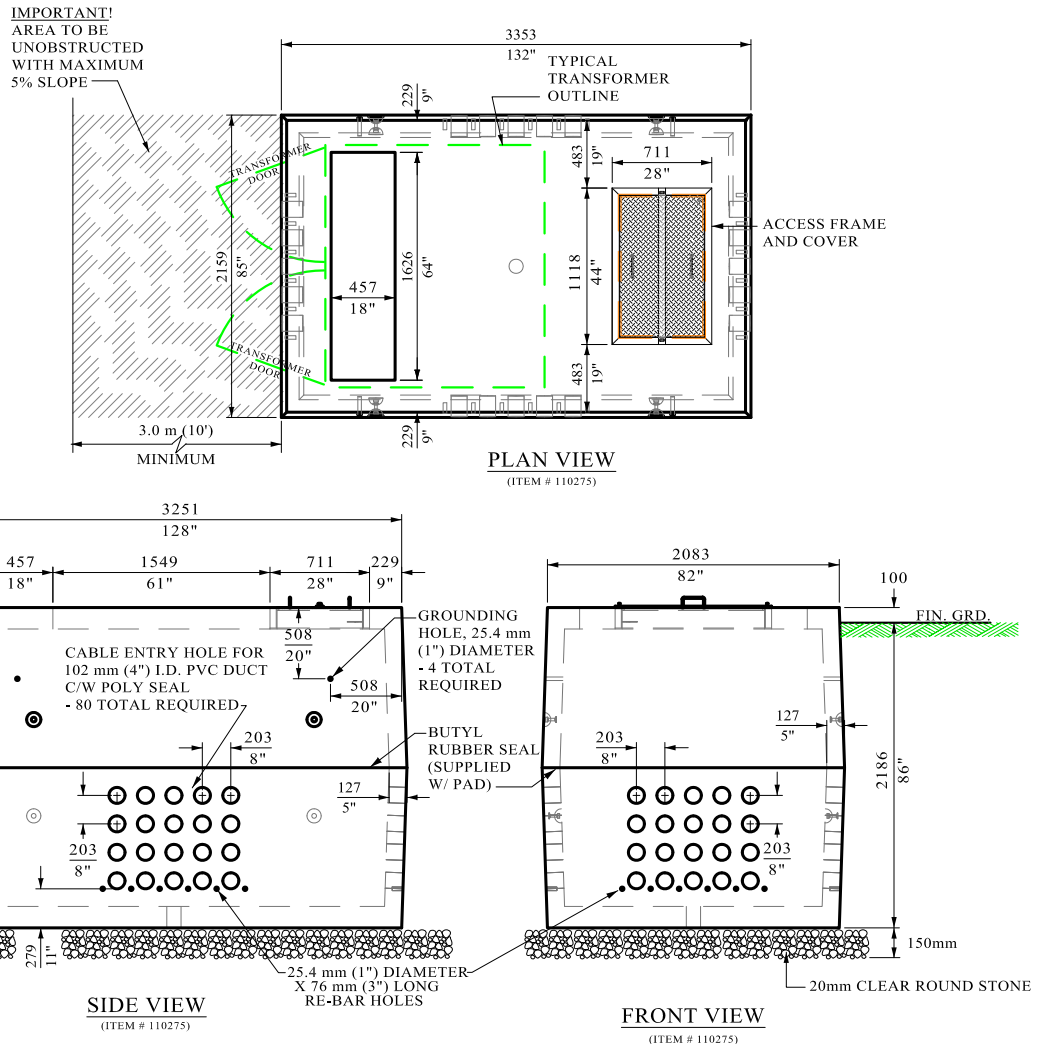 IMPORTANT!
AREA TO BE
UNOBSTRUCTED
WITH MAXIMUM
5% SLOPE
3353
132"
TYPICAL
TRANSFORMER
OUTLINE
229
9"
483
19"
711
28"
TRANSFORMER
DOOR
ACCESS FRAME
AND COVER
2159
85"
1626
64"
1118
44"
457
18"
TRANSFORMER
DOOR
483
19"
229
9"
3.0 m (10')
MINIMUM
PLAN VIEW
(ITEM # 110275)
3251
128"
457
18"
1549
61"
711
28"
229
9"
508
20"
GROUNDING
HOLE, 25.4 mm
(1") DIAMETER
- 4 TOTAL
REQUIRED
CABLE ENTRY HOLE FOR
102 mm (4") I.D. PVC DUCT
C/W POLY SEAL
- 80 TOTAL REQUIRED
508
20"
BUTYL
RUBBER SEAL
(SUPPLIED
W/ PAD)
203
8"
127
5"
203
8"
279
11"
25.4 mm (1") DIAMETER
X 76 mm (3") LONG
RE-BAR HOLES
SIDE VIEW
(ITEM # 110275)
2083
82"
100
FIN. GRD.
127
5"
203
8"
2186
86"
203
8"
150mm
20mm CLEAR ROUND STONE
FRONT VIEW
(ITEM # 110275)